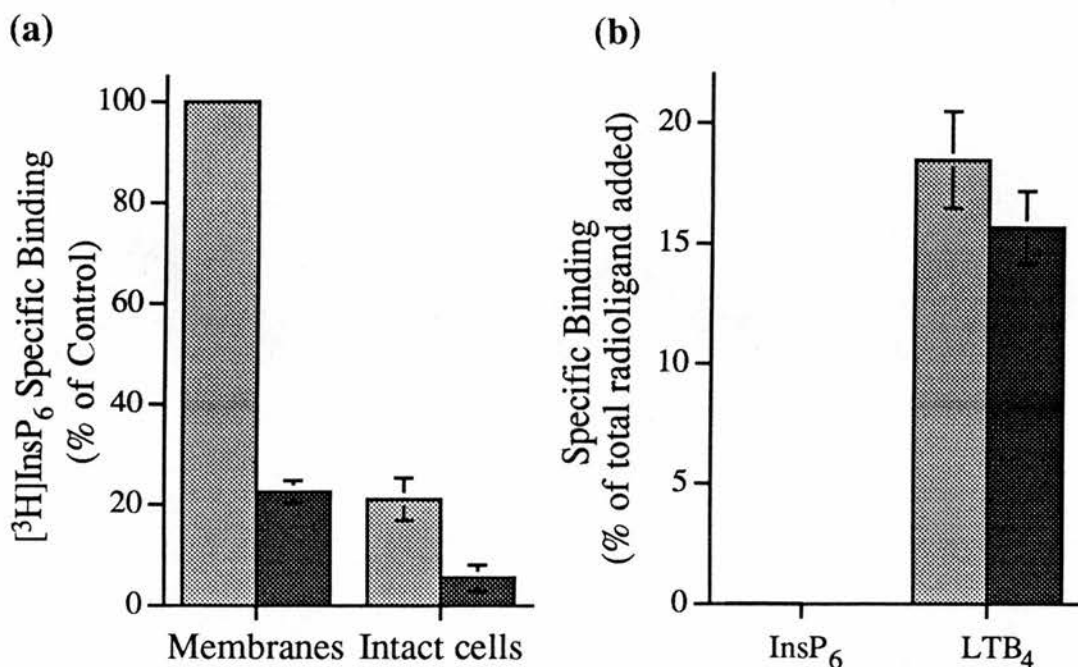 (a)
[³H]InsP₆ Specific Binding
(% of Control)
100
80
60
40
20
0
Membranes Intact cells
(b)
Specific Binding
(% of total radioligand added)
20
15
10
5
0
InsP₆ LTB₄